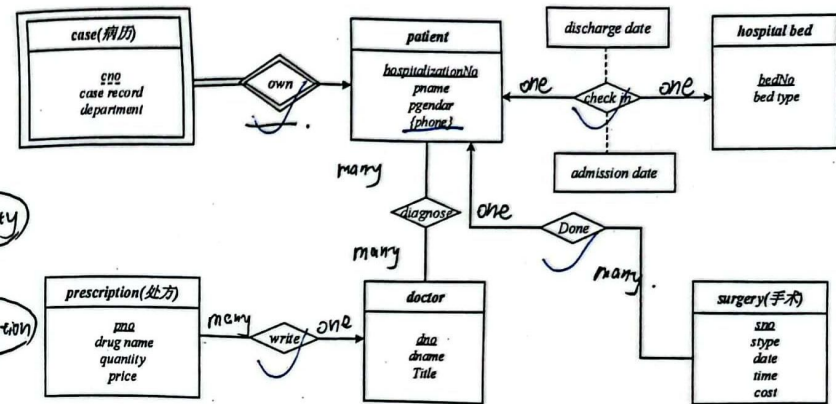 case(病历)
cno
case record
department
own
patient
hospitalizationNo
pname
pgendar
{phone}
discharge date
one
check in
one
admission date
hospital bed
bedNo
bed type
many
diagnose
many
one
Done
many.
prescription(处方)
pno
drug name
quantity
price
many
write
one
doctor
dno
dname
Title
surgery(手术)
sno
stype
date
time
cost